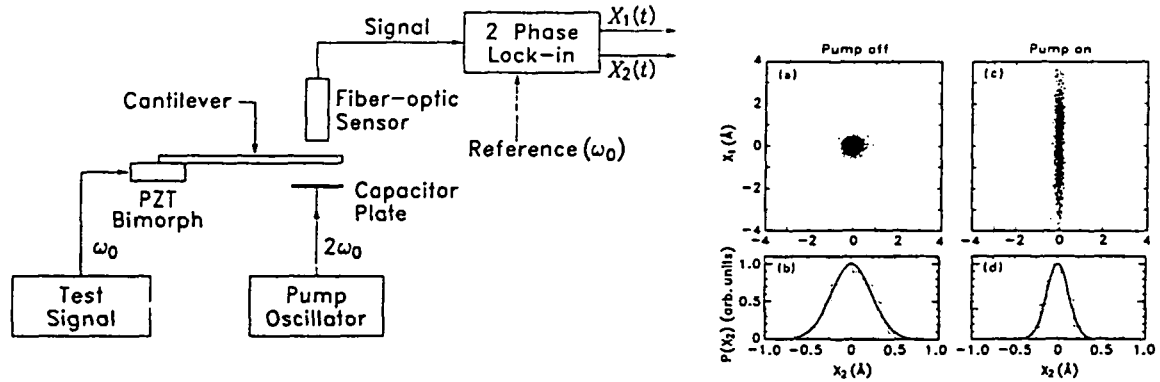 Signal
2 Phase
Lock-in
X₁(t)
X₂(t)
Cantilever
Fiber-optic
Sensor
Reference (ω₀)
PZT
Bimorph
Capacitor
Plate
ω₀
2ω₀
Test
Signal
Pump
Oscillator
Pump off
Pump on
(a)
(c)
X₁ (Å)
4
2
0
-2
-4
-4 -2 0 2 4
-4 -2 0 2 4
(b)
(d)
P(X₂) (arb. units)
1.0
0.5
0
-1.0 -0.5 0 0.5 1.0
-1.0 -0.5 0 0.5 1.0
X₂ (Å)
X₂ (Å)